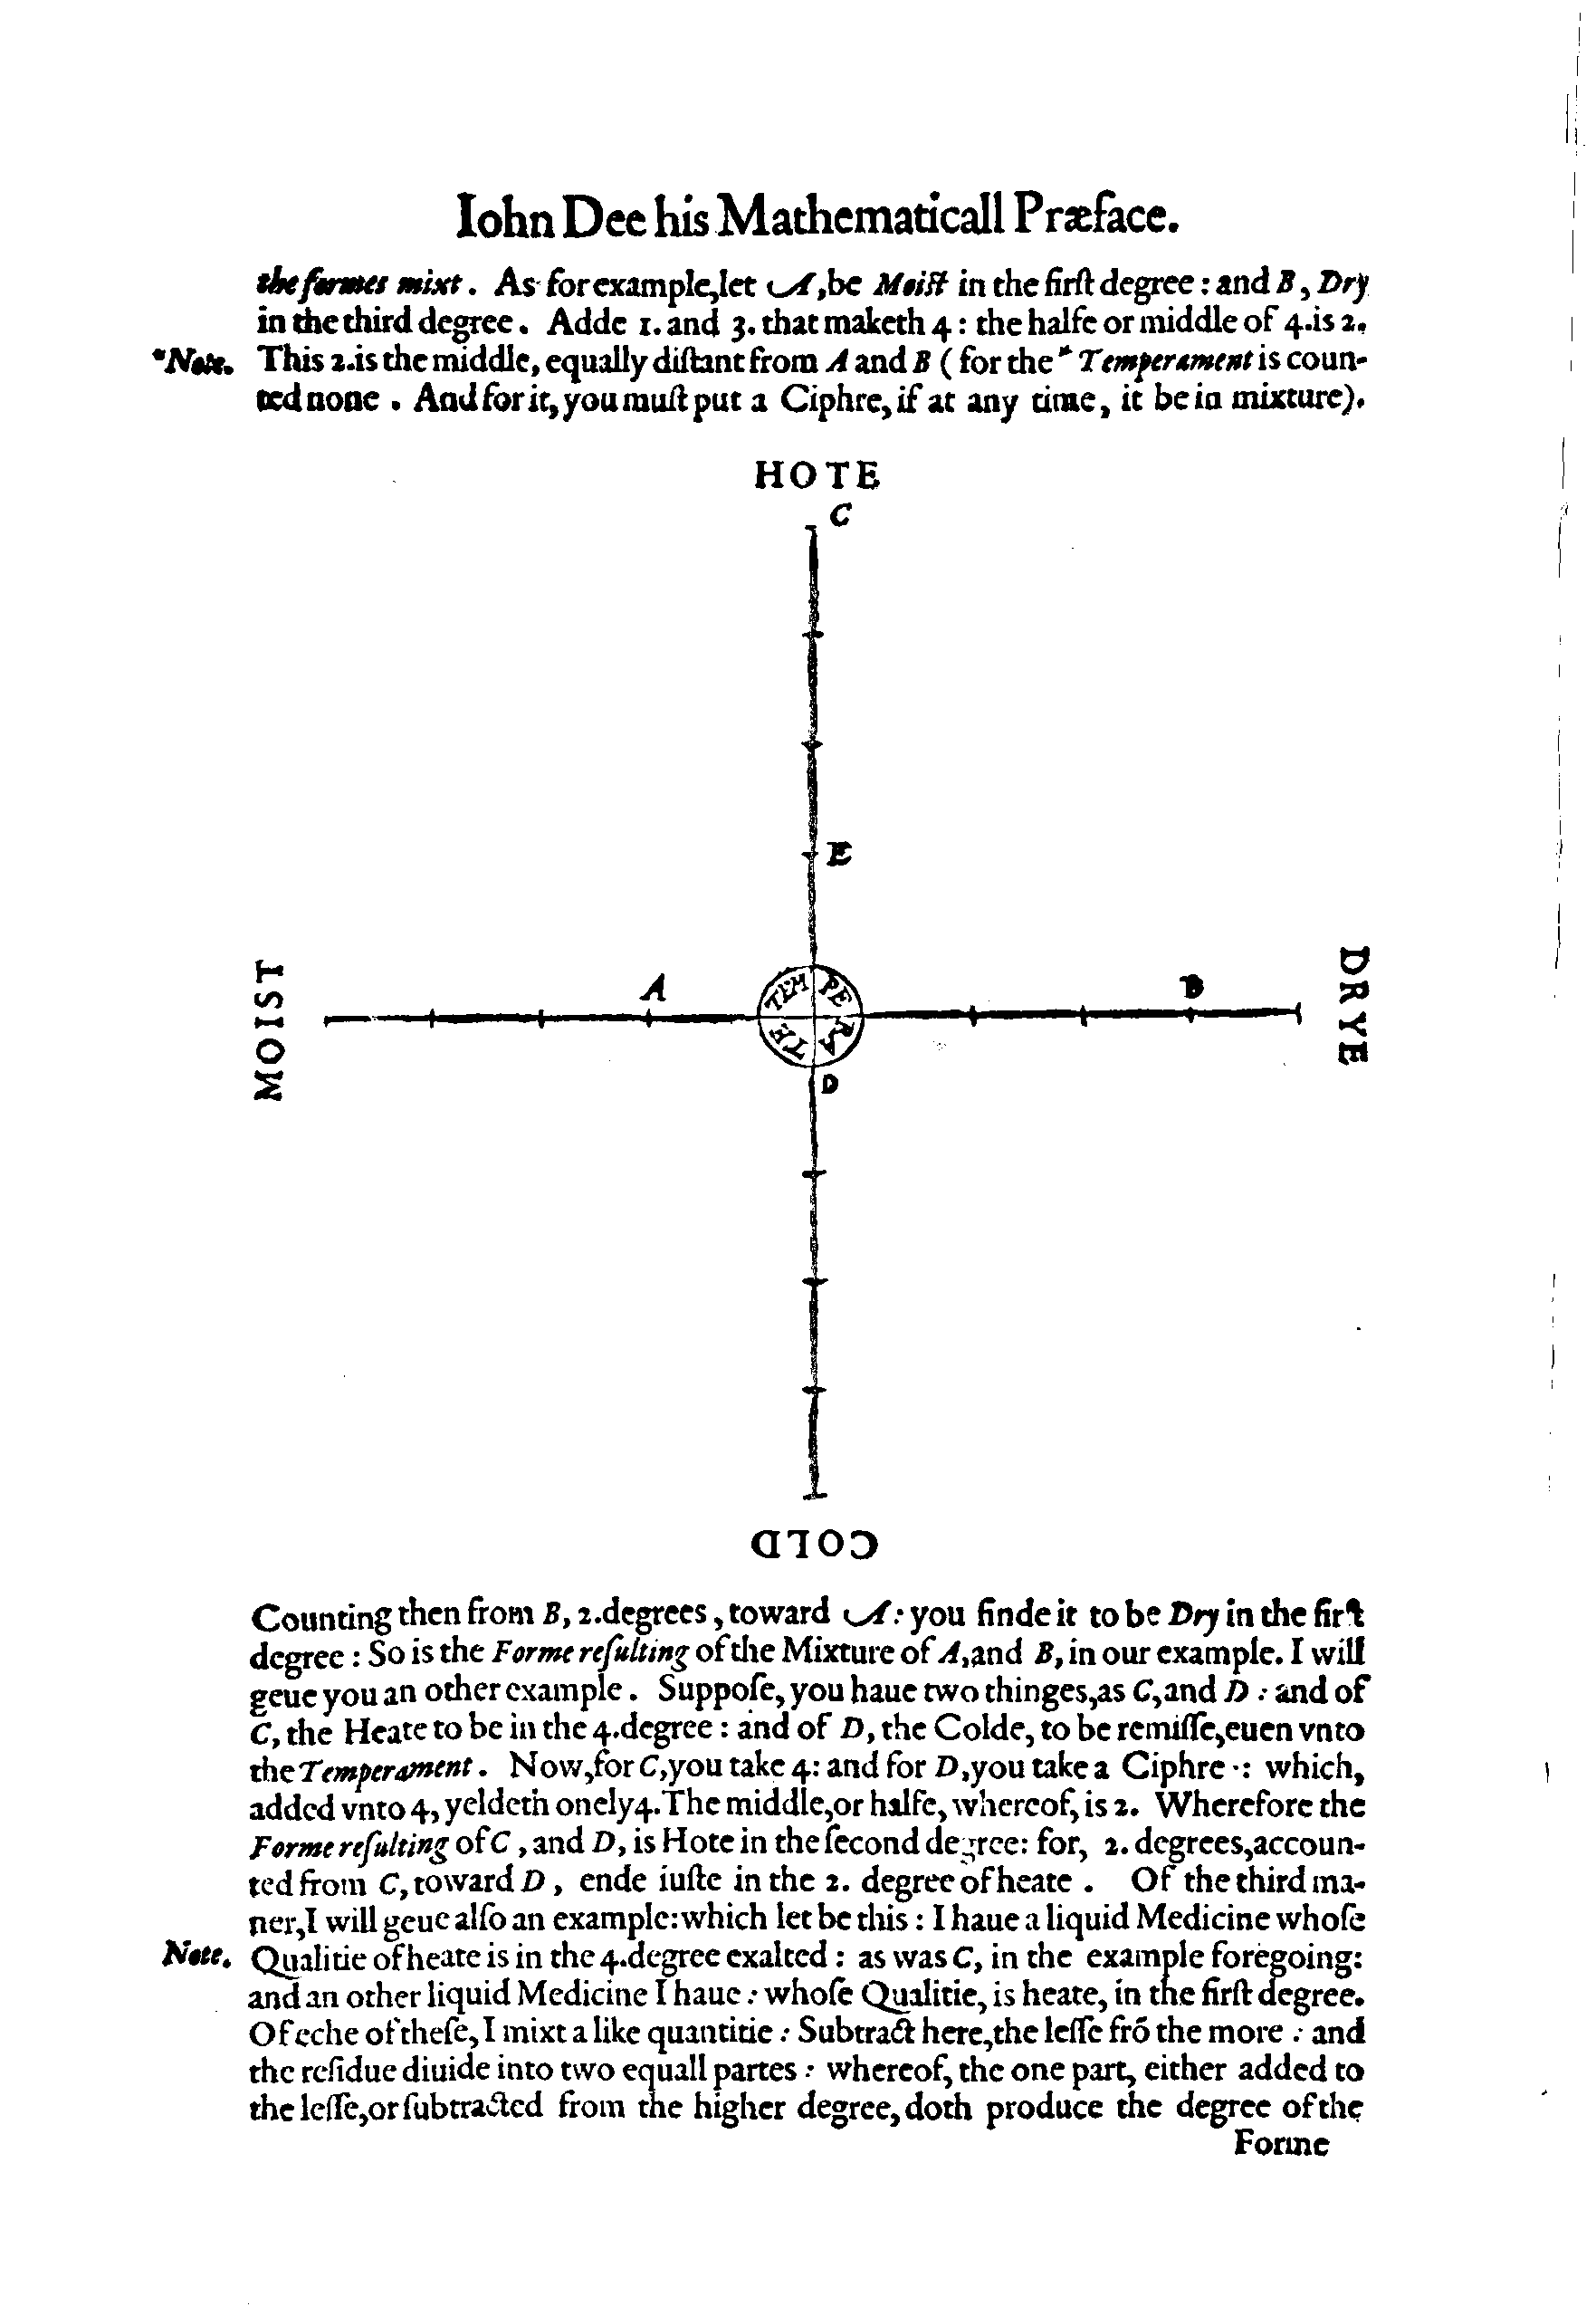 Iohn Dee his Mathematicall Præface.
the formes mixt. As for example, let A, be Moist in the first degree: and B, Dry
in the third degree. Adde 1. and 3. that maketh 4: the halfe or middle of 4. is 2.
*Note. This 2. is the middle, equally distant from A and B (for the * Temperament is coun-
ted none. And for it, you must put a Ciphre, if at any time, it be in mixture).
HOTE
C
E
MOIST
A
TEMPERATE
B
DRYE
D
COLD
Counting then from B, 2. degrees, toward A: you finde it to be Dry in the first
degree: So is the Forme resulting of the Mixture of A, and B, in our example. I will
geue you an other example. Suppose, you haue two thinges, as C, and D: and of
C, the Heate to be in the 4. degree: and of D, the Colde, to be remisse, euen vnto
the Temperament. Now, for C, you take 4: and for D, you take a Ciphre: which,
added vnto 4, yeldeth onely 4. The middle, or halfe, whereof, is 2. Wherefore the
Forme resulting of C, and D, is Hote in the second degree: for, 2. degrees, accoun-
ted from C, toward D, ende iuste in the 2. degree of heate. Of the third ma-
ner, I will geue also an example: which let be this: I haue a liquid Medicine whose
Note. Qualitie of heate is in the 4. degree exalted: as was C, in the example foregoing:
and an other liquid Medicine I haue: whose Qualitie, is heate, in the first degree.
Of eche of these, I mixt a like quantitie: Subtract here, the lesse frō the more: and
the residue diuide into two equall partes: whereof, the one part, either added to
the lesse, or subtracted from the higher degree, doth produce the degree of the
Forme